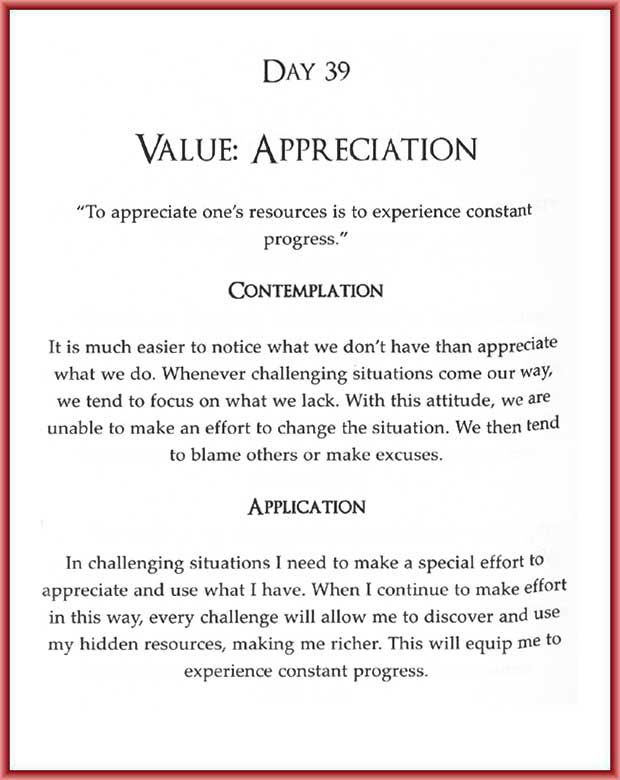 DAY 39
VALUE: APPRECIATION
“To appreciate one’s resources is to experience constant
progress.”
CONTEMPLATION
It is much easier to notice what we don’t have than appreciate
what we do. Whenever challenging situations come our way,
we tend to focus on what we lack. With this attitude, we are
unable to make an effort to change the situation. We then tend
to blame others or make excuses.
APPLICATION
In challenging situations I need to make a special effort to
appreciate and use what I have. When I continue to make effort
in this way, every challenge will allow me to discover and use
my hidden resources, making me richer. This will equip me to
experience constant progress.